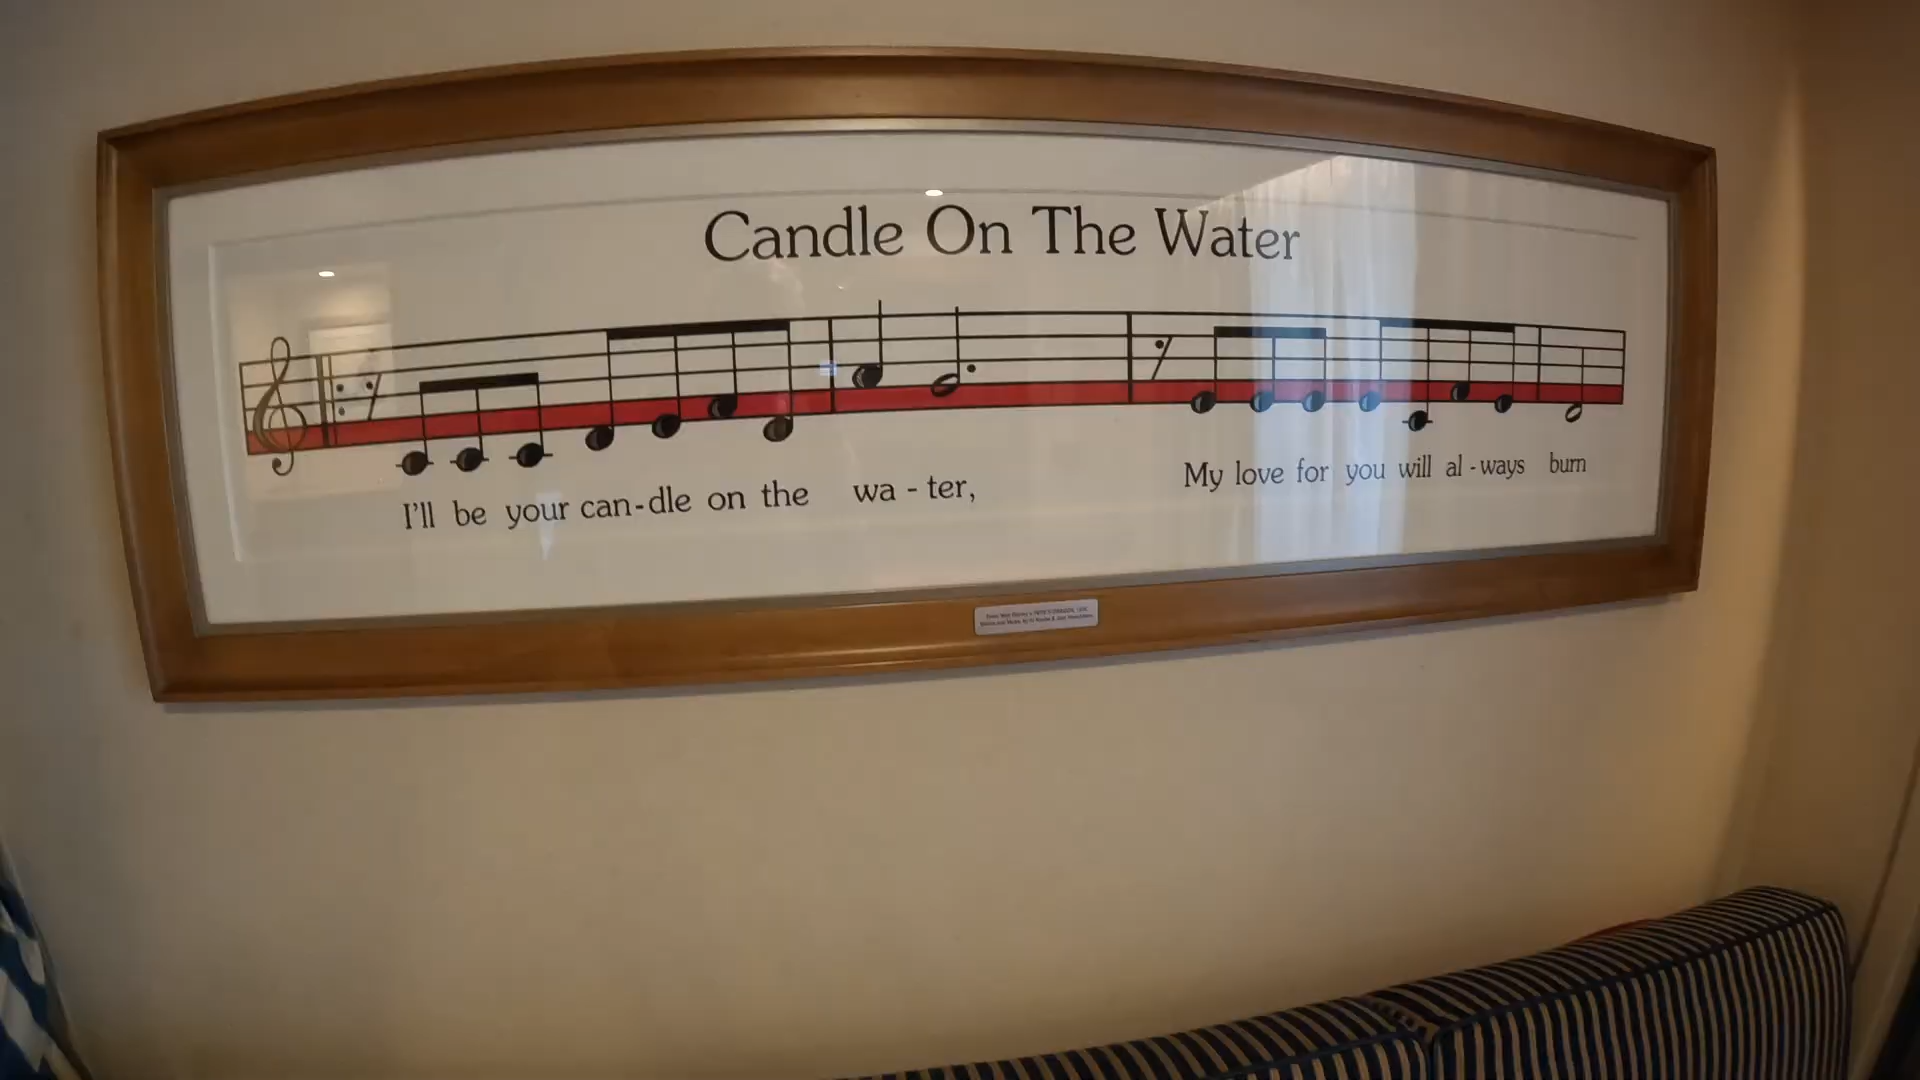 Candle On The Water
I'll be your can-dle on the wa - ter,
My love for you will al - ways burn